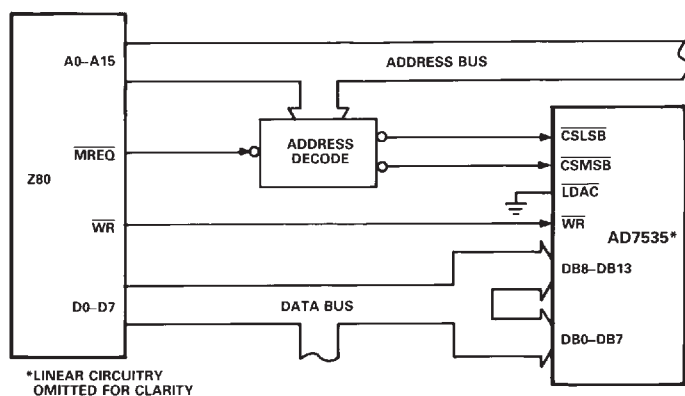 A0–A15
ADDRESS BUS
MREQ
ADDRESS
DECODE
CSLSB
CSMSB
LDAC
Z80
WR
WR
AD7535*
DB8–DB13
D0–D7
DATA BUS
DB0–DB7
*LINEAR CIRCUITRY
OMITTED FOR CLARITY